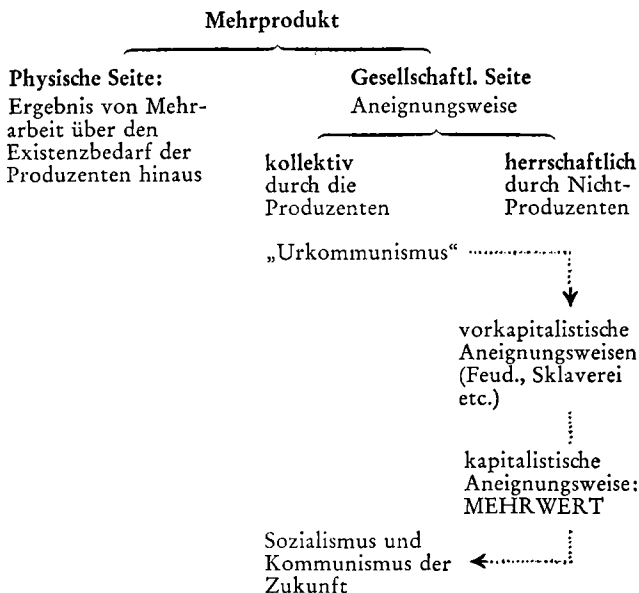 Mehrprodukt
Physische Seite:
Ergebnis von Mehr-
arbeit über den
Existenzbedarf der
Produzenten hinaus
Gesellschaftl. Seite
Aneignungsweise
kollektiv
durch die
Produzenten
herrschaftlich
durch Nicht-
Produzenten
„Urkommunismus“
vorkapitalistische
Aneignungsweisen
(Feud., Sklaverei
etc.)
kapitalistische
Aneignungsweise:
MEHRWERT
Sozialismus und
Kommunismus der
Zukunft